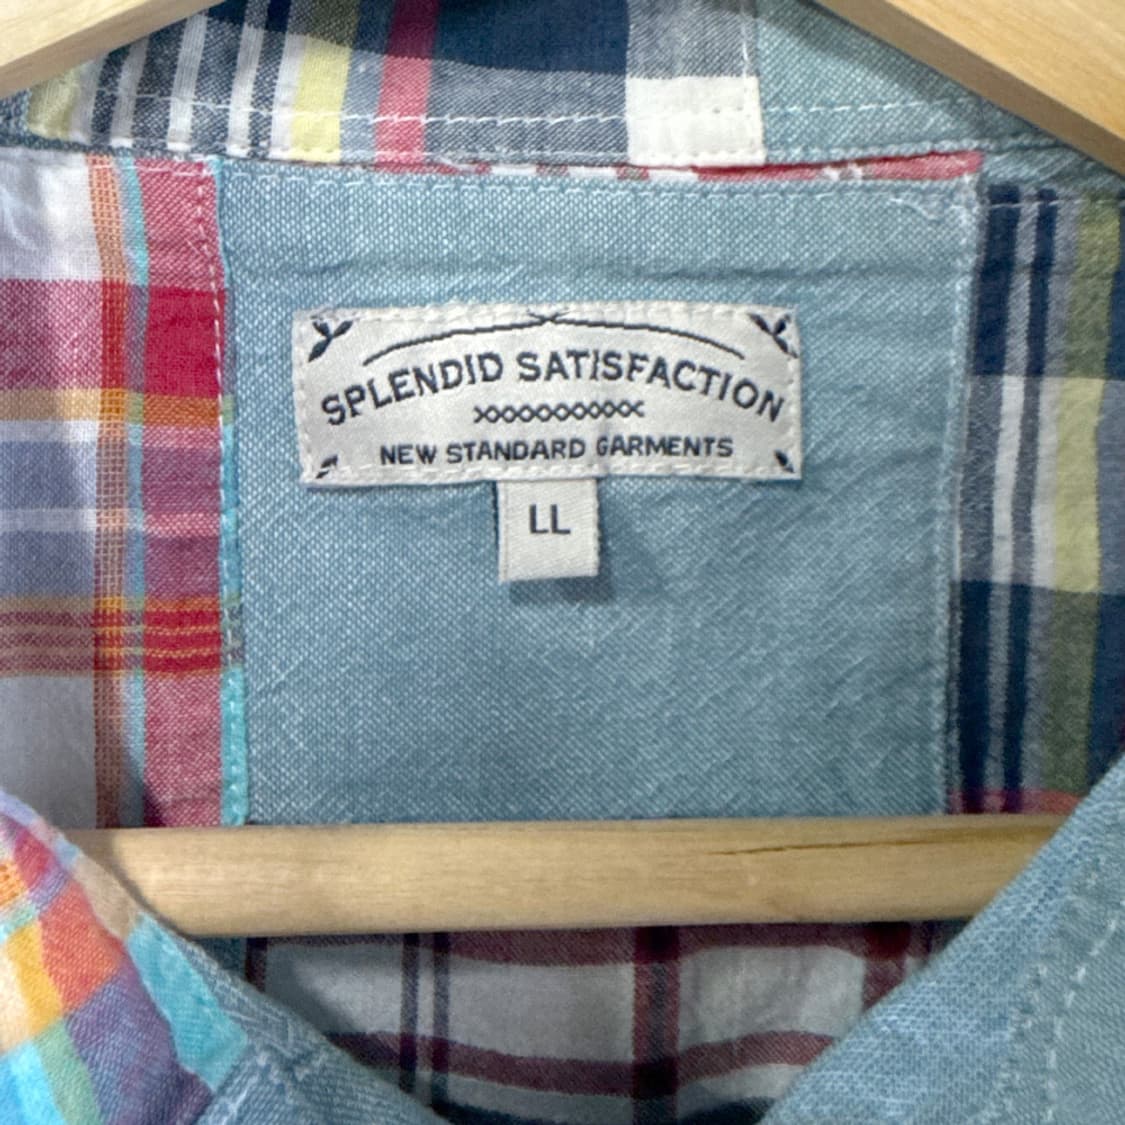 SPLENDID SATISFACTION
NEW STANDARD GARMENTS
LL